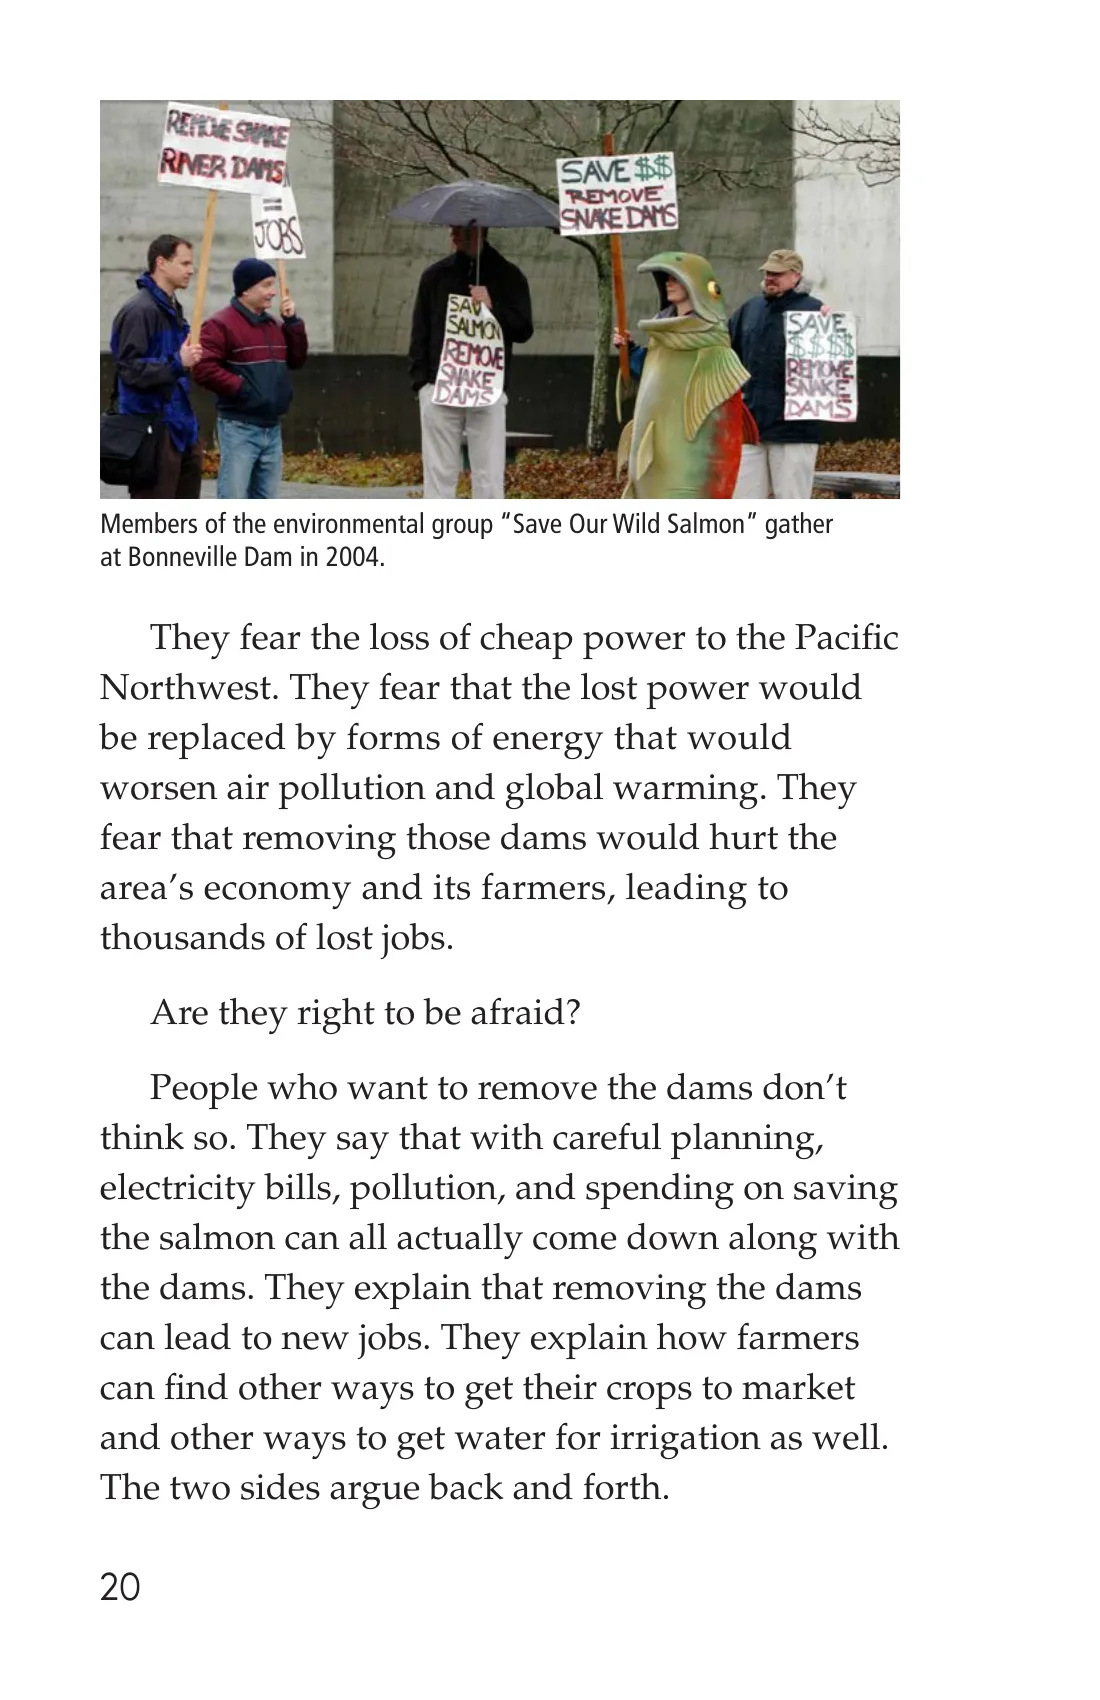 REMOVE SNAKE
RIVER DAMS
=
JOBS
SAVE $$
REMOVE
SNAKE DAMS
SAV
SALMON
REMOVE
SNAKE
DAMS
SAVE
$$$$
REMOVE
SNAKE
DAMS
Members of the environmental group “Save Our Wild Salmon” gather
at Bonneville Dam in 2004.
They fear the loss of cheap power to the Pacific
Northwest. They fear that the lost power would
be replaced by forms of energy that would
worsen air pollution and global warming. They
fear that removing those dams would hurt the
area’s economy and its farmers, leading to
thousands of lost jobs.
Are they right to be afraid?
People who want to remove the dams don’t
think so. They say that with careful planning,
electricity bills, pollution, and spending on saving
the salmon can all actually come down along with
the dams. They explain that removing the dams
can lead to new jobs. They explain how farmers
can find other ways to get their crops to market
and other ways to get water for irrigation as well.
The two sides argue back and forth.
20